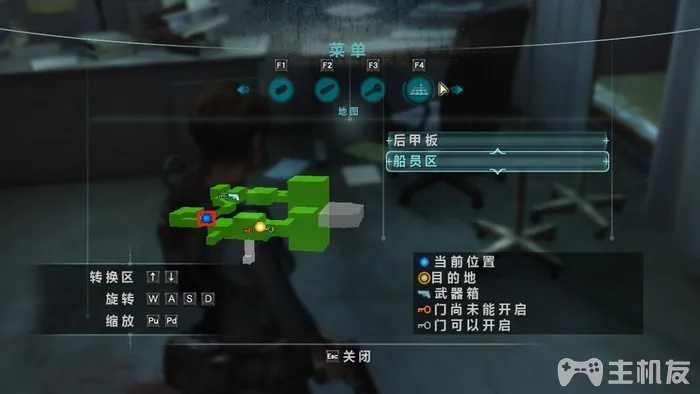 菜单
F1 F2 F3 F4
地图
后甲板
船员区
转换区 ↑ ↓
旋转 W A S D
缩放 Pu Pd
当前位置
目的地
武器箱
门尚未能开启
门可以开启
Esc 关闭
主机友